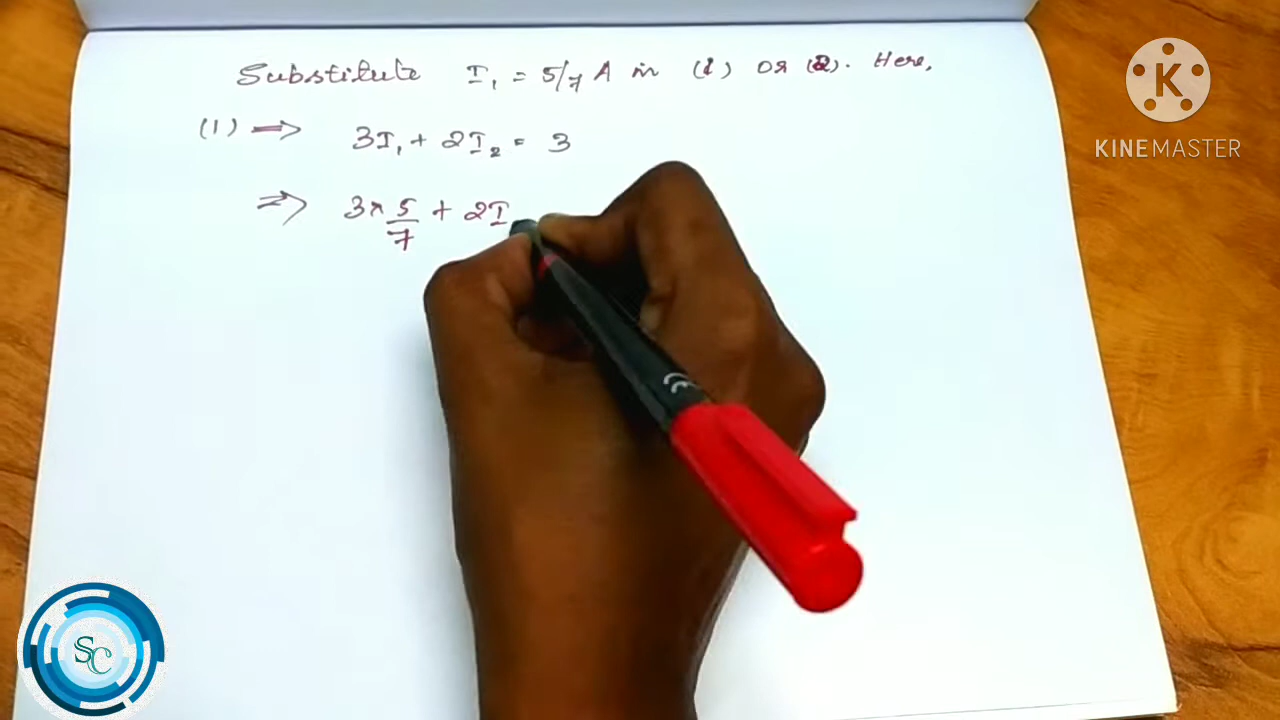 Substitute I₁ = 5/7 A in (1) or (2). Here,
(1) ⇒ 3I₁ + 2I₂ = 3
⇒ 3 × 5/7 + 2I
K
KINEMASTER
SC